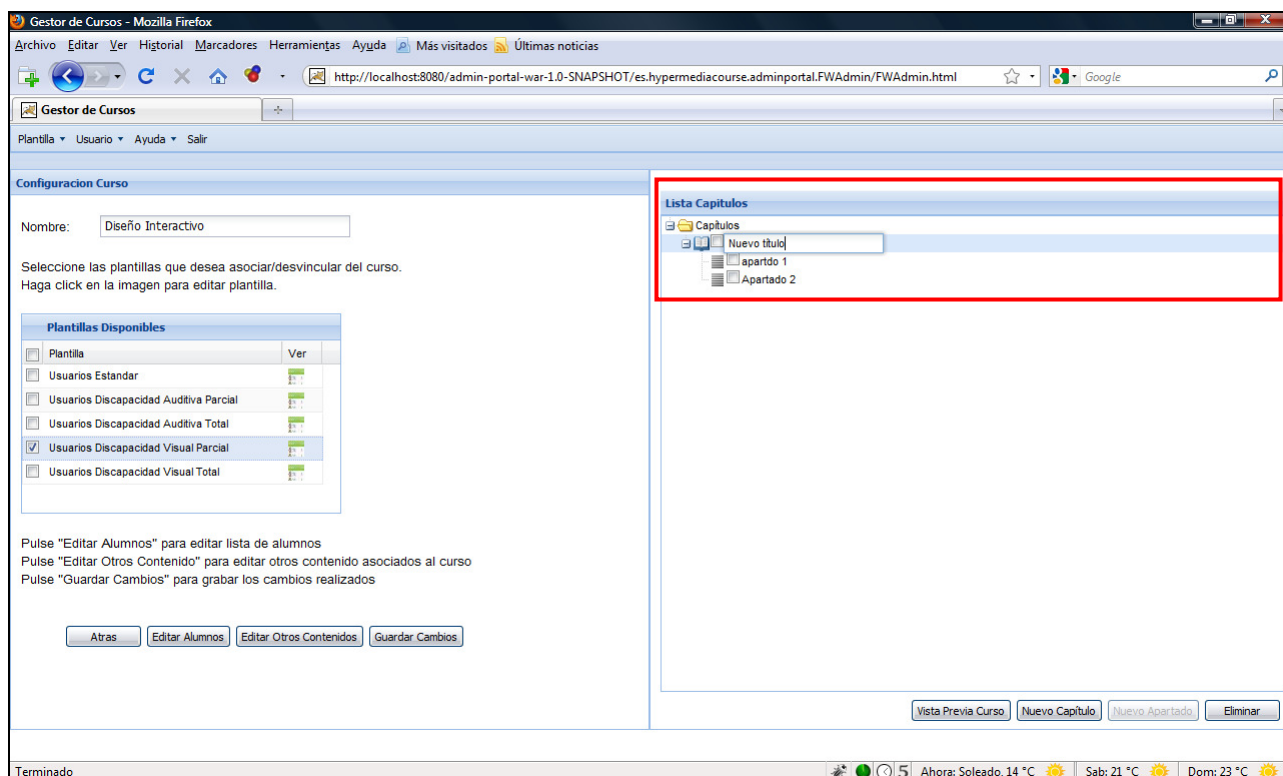 Gestor de Cursos - Mozilla Firefox
Archivo Editar Ver Historial Marcadores Herramientas Ayuda Más visitados Últimas noticias
http://localhost:8080/admin-portal-war-1.0-SNAPSHOT/es.hypermediacourse.adminportal.FWAdmin/FWAdmin.html Google
Gestor de Cursos
Plantilla Usuario Ayuda Salir
Configuracion Curso
Nombre: Diseño Interactivo
Seleccione las plantillas que desea asociar/desvincular del curso.
Haga click en la imagen para editar plantilla.
Plantillas Disponibles
Plantilla Ver
Usuarios Estandar
Usuarios Discapacidad Auditiva Parcial
Usuarios Discapacidad Auditiva Total
Usuarios Discapacidad Visual Parcial
Usuarios Discapacidad Visual Total
Pulse "Editar Alumnos" para editar lista de alumnos
Pulse "Editar Otros Contenido" para editar otros contenido asociados al curso
Pulse "Guardar Cambios" para grabar los cambios realizados
Atras Editar Alumnos Editar Otros Contenidos Guardar Cambios
Lista Capitulos
Capítulos
Nuevo título
apartdo 1
Apartado 2
Vista Previa Curso Nuevo Capítulo Nuevo Apartado Eliminar
Terminado 5 Ahora: Soleado, 14 °C Sab: 21 °C Dom: 23 °C